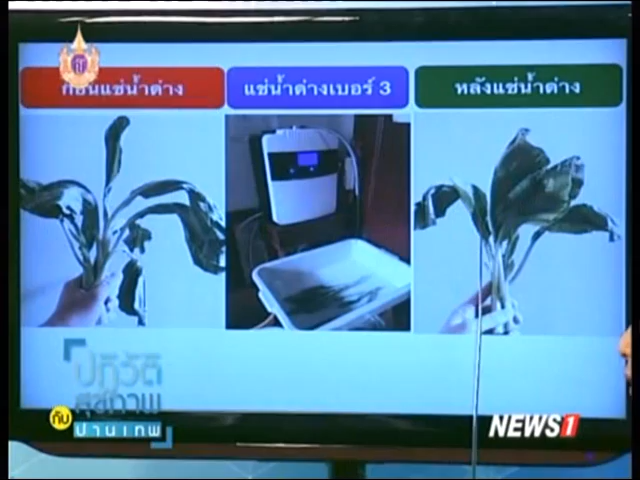 ก่อนแช่น้ำด่าง
แช่น้ำด่างเบอร์ 3
หลังแช่น้ำด่าง
ปฏิวัติ
สุขภาพ
กับ
ปานเทพ
NEWS1